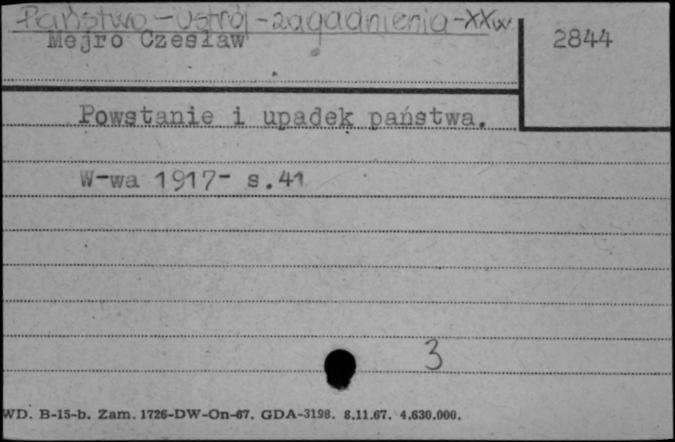 Państwo - ustrój - zagadnienia - XXw
Mejro Czesław
2844
Powstanie i upadek państwa.
W-wa 1917- s.41
3
WD. B-15-b. Zam. 1726-DW-On-67. GDA-3198. 8.11.67. 4.630.000.